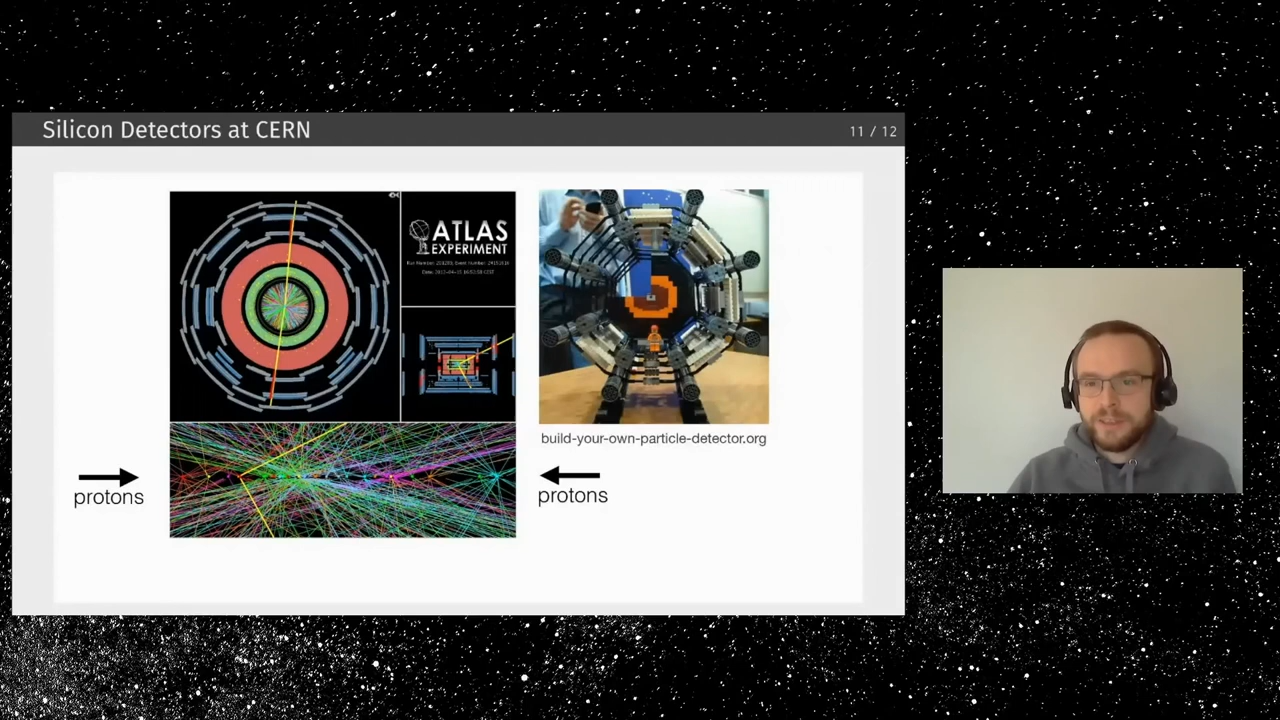 Silicon Detectors at CERN
11 / 12
ATLAS
EXPERIMENT
build-your-own-particle-detector.org
protons
protons